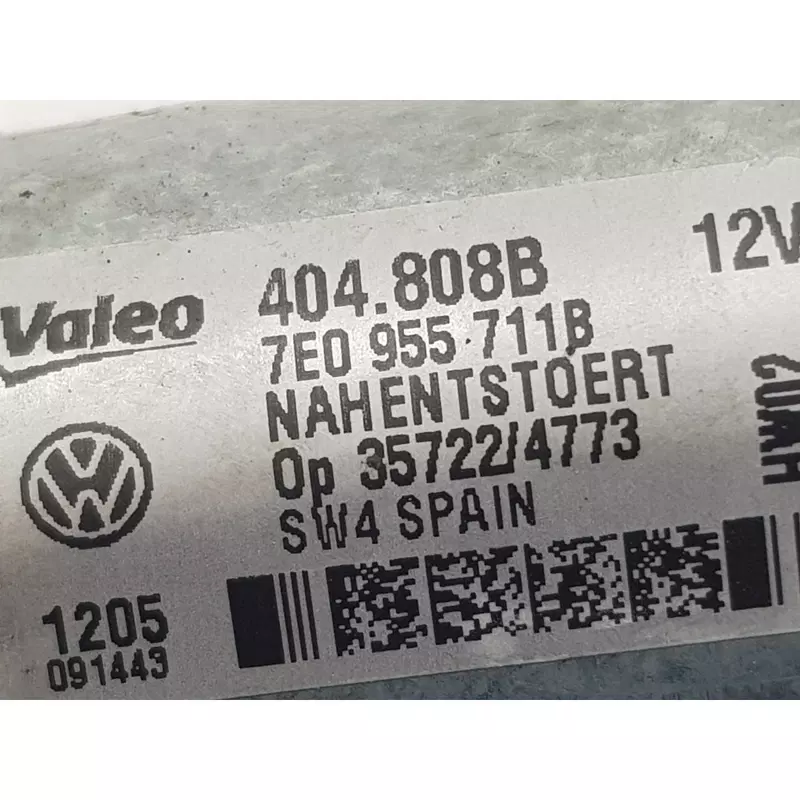 Valeo
404.808B
7E0 955 711B
NAHENTSTOERT
Op 35722/4773
SW4 SPAIN
12V
1205
091443